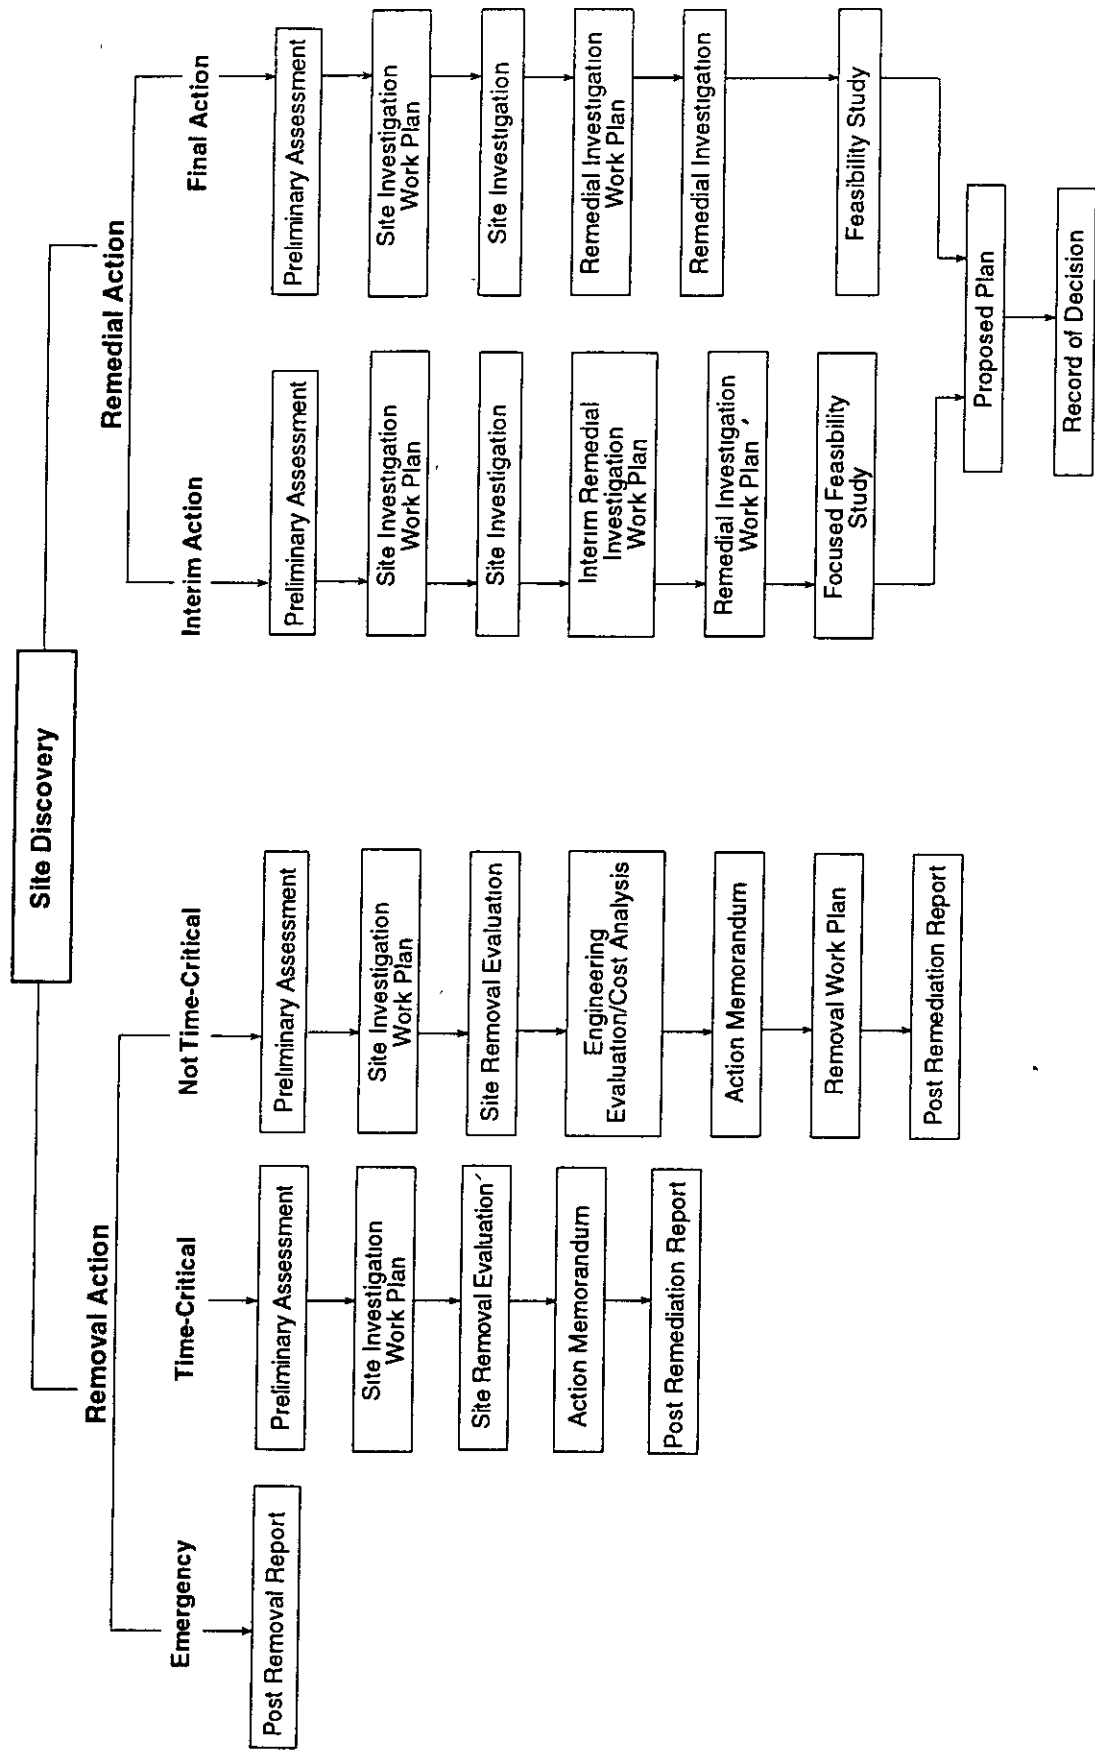 Site Discovery
Removal Action
Emergency
Post Removal Report
Time-Critical
Preliminary Assessment
Site Investigation
Work Plan
Site Removal Evaluation
Action Memorandum
Post Remediation Report
Not Time-Critical
Preliminary Assessment
Site Investigation
Work Plan
Site Removal Evaluation
Engineering
Evaluation/Cost Analysis
Action Memorandum
Removal Work Plan
Post Remediation Report
Remedial Action
Interim Action
Preliminary Assessment
Site Investigation
Work Plan
Site Investigation
Interim Remedial
Investigation
Work Plan
Remedial Investigation
Work Plan
Focused Feasibility
Study
Final Action
Preliminary Assessment
Site Investigation
Work Plan
Site Investigation
Remedial Investigation
Work Plan
Remedial Investigation
Feasibility Study
Proposed Plan
Record of Decision